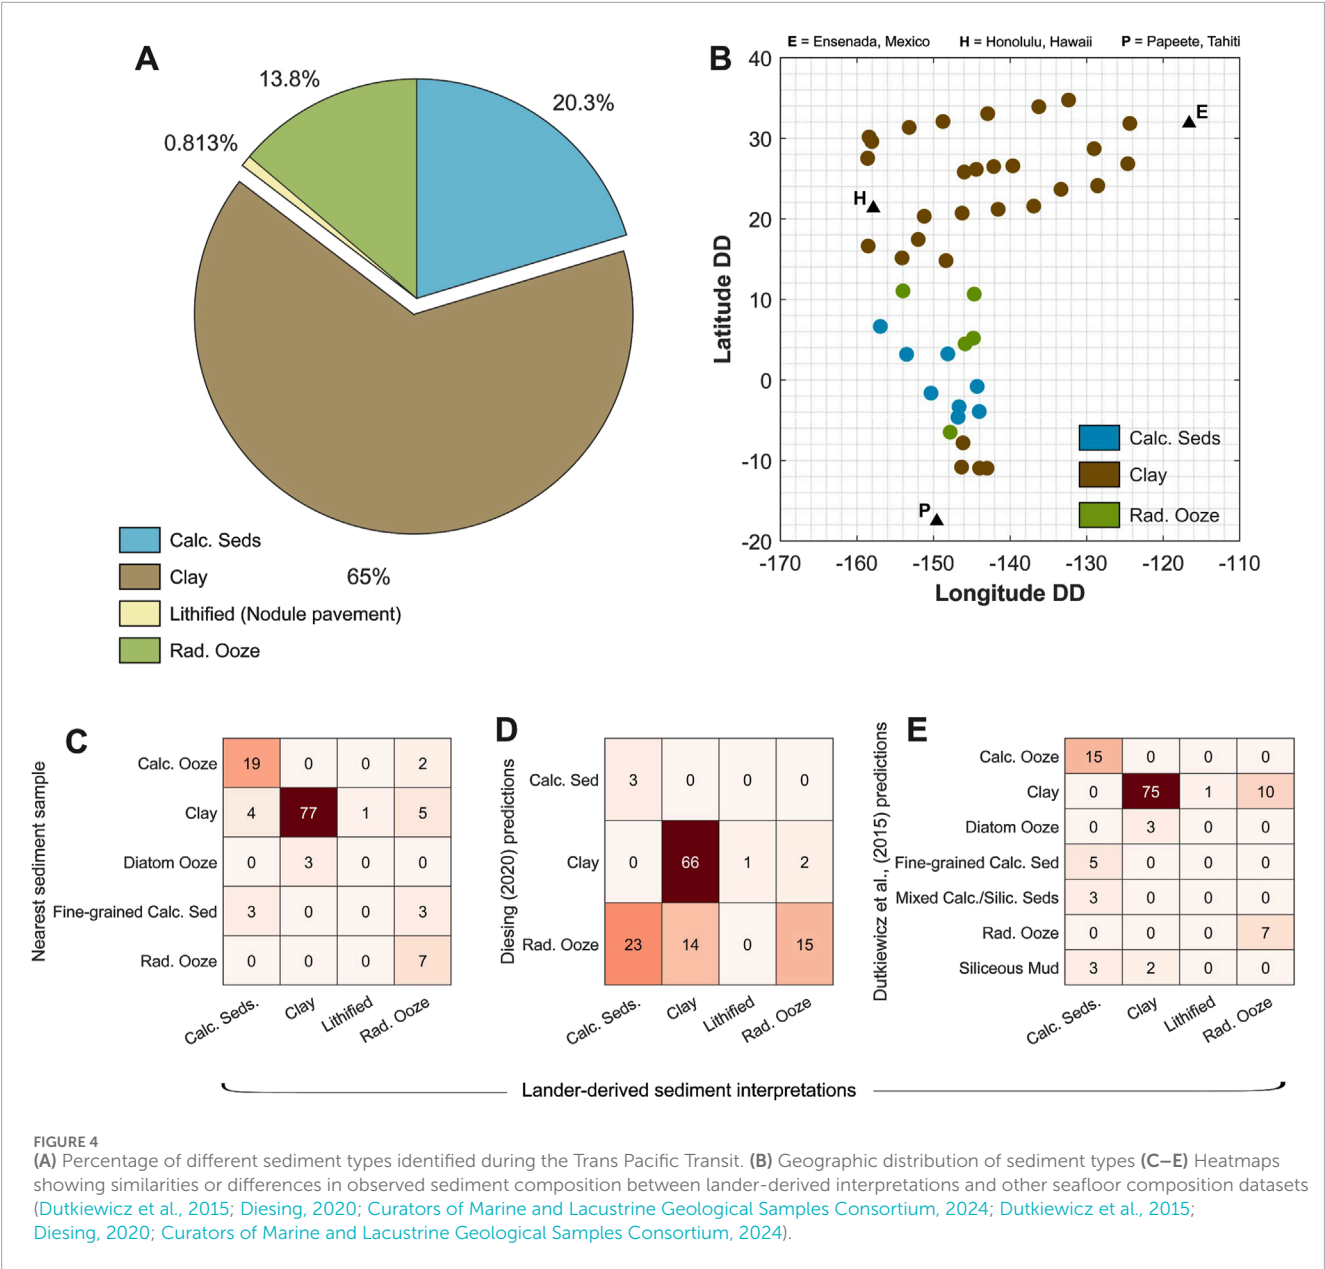 A
13.8%
20.3%
0.813%
65%
Calc. Seds
Clay
Lithified (Nodule pavement)
Rad. Ooze
B
E = Ensenada, Mexico H = Honolulu, Hawaii P = Papeete, Tahiti
Latitude DD
40
30
20
10
0
-10
-20
E
H
P
Calc. Seds
Clay
Rad. Ooze
-170 -160 -150 -140 -130 -120 -110
Longitude DD
C
Nearest sediment sample
Calc. Ooze 19 0 0 2
Clay 4 77 1 5
Diatom Ooze 0 3 0 0
Fine-grained Calc. Sed 3 0 0 3
Rad. Ooze 0 0 0 7
Calc. Seds. Clay Lithified Rad. Ooze
D
Diesing (2020) predictions
Calc. Sed 3 0 0 0
Clay 0 66 1 2
Rad. Ooze 23 14 0 15
Calc. Seds. Clay Lithified Rad. Ooze
E
Dutkiewicz et al., (2015) predictions
Calc. Ooze 15 0 0 0
Clay 0 75 1 10
Diatom Ooze 0 3 0 0
Fine-grained Calc. Sed 5 0 0 0
Mixed Calc./Silic. Seds 3 0 0 0
Rad. Ooze 0 0 0 7
Siliceous Mud 3 2 0 0
Calc. Seds. Clay Lithified Rad. Ooze
Lander-derived sediment interpretations
FIGURE 4
(A) Percentage of different sediment types identified during the Trans Pacific Transit. (B) Geographic distribution of sediment types (C–E) Heatmaps
showing similarities or differences in observed sediment composition between lander-derived interpretations and other seafloor composition datasets
(Dutkiewicz et al., 2015; Diesing, 2020; Curators of Marine and Lacustrine Geological Samples Consortium, 2024; Dutkiewicz et al., 2015;
Diesing, 2020; Curators of Marine and Lacustrine Geological Samples Consortium, 2024).